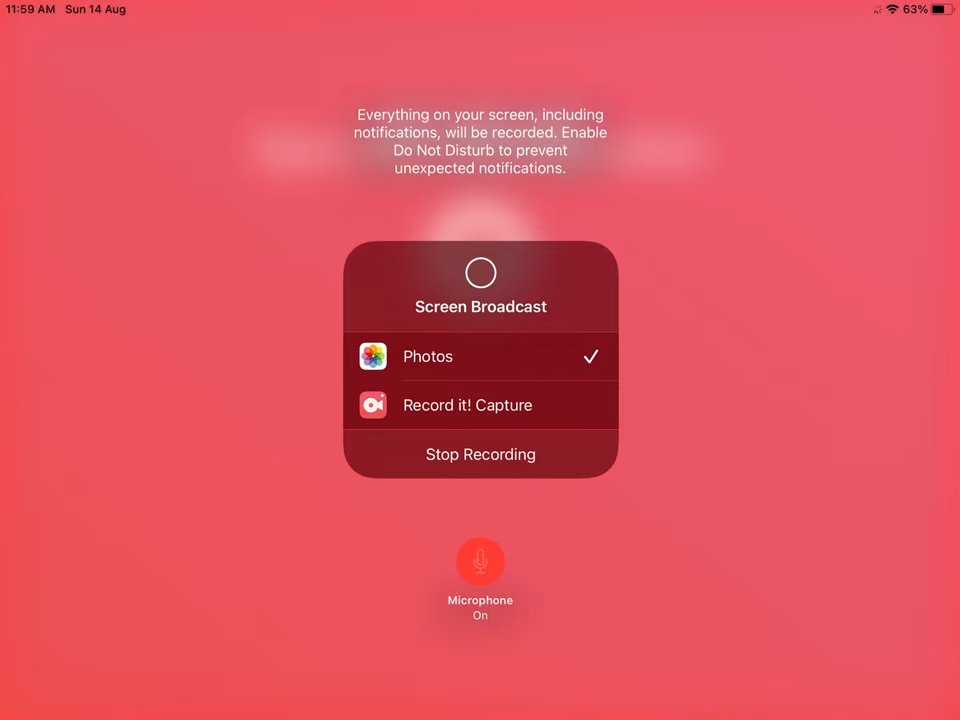 11:59 AM Sun 14 Aug 63%
Everything on your screen, including
notifications, will be recorded. Enable
Do Not Disturb to prevent
unexpected notifications.
Screen Broadcast
Photos
Record it! Capture
Stop Recording
Microphone
On